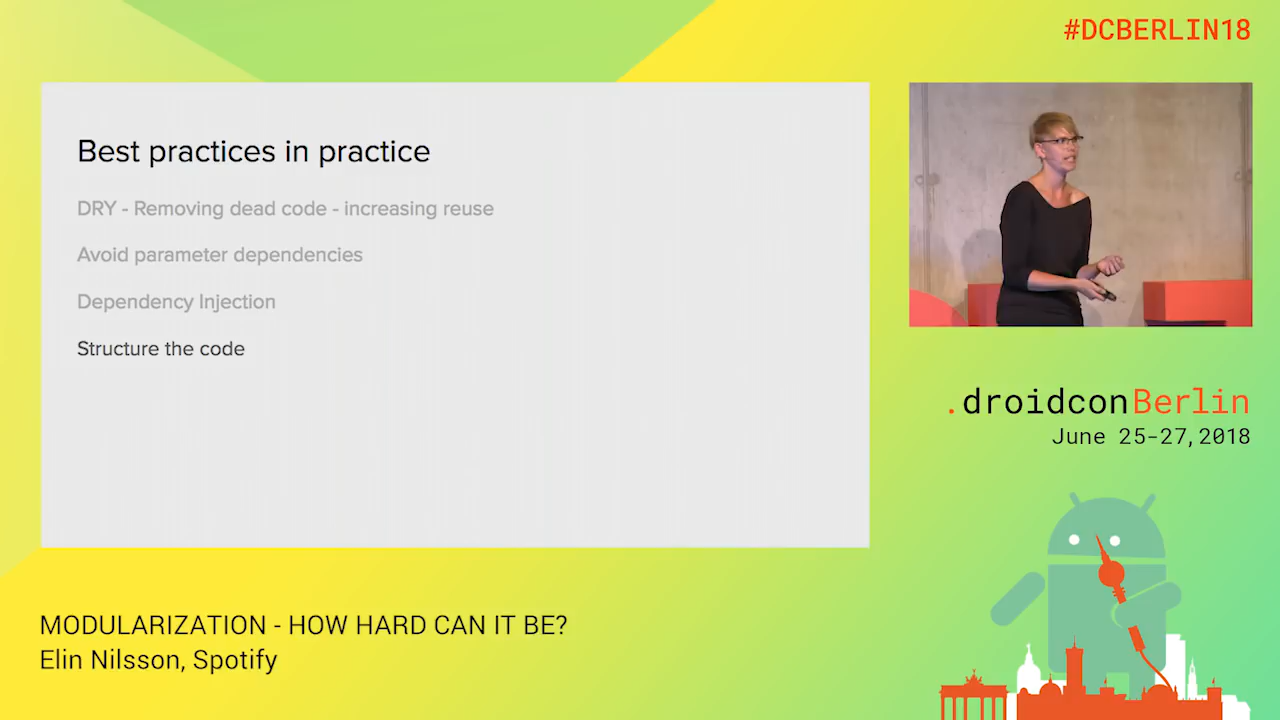 #DCBERLIN18
Best practices in practice
DRY - Removing dead code - increasing reuse
Avoid parameter dependencies
Dependency Injection
Structure the code
.droidconBerlin
June 25-27,2018
MODULARIZATION - HOW HARD CAN IT BE?
Elin Nilsson, Spotify